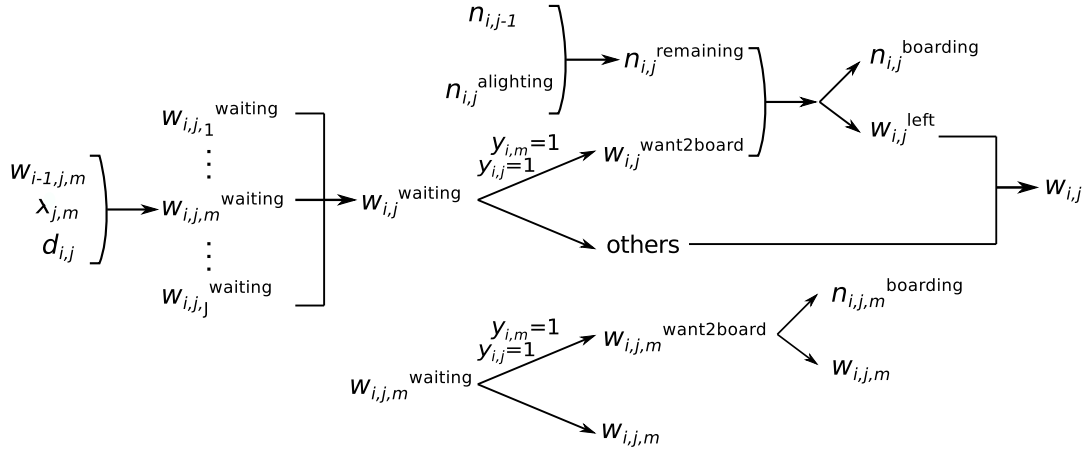 n_{i,j-1}
n_{i,j}^{alighting}
n_{i,j}^{remaining}
n_{i,j}^{boarding}
w_{i,j}^{left}
w_{i,j,1}^{waiting}
⋮
w_{i-1,j,m}
λ_{j,m}
d_{i,j}
w_{i,j,m}^{waiting}
⋮
w_{i,j,J}^{waiting}
w_{i,j}^{waiting}
y_{i,m}=1
y_{i,j}=1
w_{i,j}^{want2board}
others
w_{i,j}
w_{i,j,m}^{waiting}
y_{i,m}=1
y_{i,j}=1
w_{i,j,m}^{want2board}
n_{i,j,m}^{boarding}
w_{i,j,m}
w_{i,j,m}